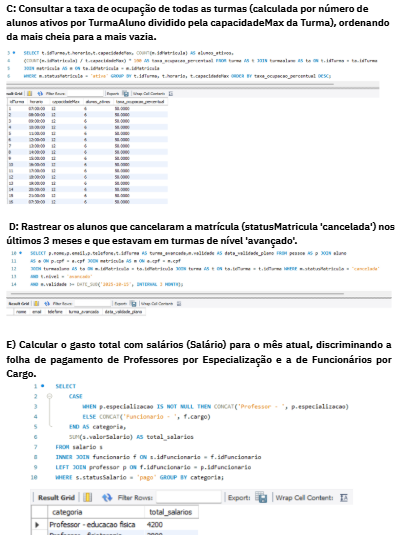 C: Consultar a taxa de ocupação de todas as turmas (calculada por número de
alunos ativos por TurmaAluno dividido pela capacidadeMax da Turma), ordenando
da mais cheia para a mais vazia.
SELECT t.idTurma,t.horario,t.capacidadeMax, COUNT(m.idMatricula) AS alunos_ativos,
(COUNT(m.idMatricula) / t.capacidadeMax) * 100 AS taxa_ocupacao_percentual FROM turma AS t JOIN turmaaluno AS ta ON t.idTurma = ta.idTurma
JOIN matricula AS m ON ta.idMatricula = m.idMatricula
WHERE m.statusMatricula = 'ativa' GROUP BY t.idTurma, t.horario, t.capacidadeMax ORDER BY taxa_ocupacao_percentual DESC;
Filter Rows: Export: Wrap Cell Content:
idTurma horario capacidadeMax alunos_ativos taxa_ocupacao_percentual
1 07:00:00 12 6 50.0000
2 08:00:00 12 6 50.0000
3 09:00:00 12 6 50.0000
4 10:00:00 12 6 50.0000
5 11:00:00 12 6 50.0000
6 12:00:00 12 6 50.0000
7 13:00:00 12 6 50.0000
8 14:00:00 12 6 50.0000
9 15:00:00 12 6 50.0000
10 16:00:00 12 6 50.0000
11 17:00:00 12 6 50.0000
12 18:00:00 12 6 50.0000
13 19:00:00 12 6 50.0000
14 20:00:00 12 6 50.0000
15 21:00:00 12 6 50.0000
16 07:30:00 12 6 50.0000
D: Rastrear os alunos que cancelaram a matrícula (statusMatricula 'cancelada') nos
últimos 3 meses e que estavam em turmas de nível 'avançado'.
10 SELECT p.nome,p.email,p.telefone,t.idTurma AS turma_avancada,m.validade AS data_validade_plano FROM pessoa AS p JOIN aluno
11 AS a ON p.cpf = a.cpf JOIN matricula AS m ON a.cpf = m.cpf
12 JOIN turmaaluno AS ta ON m.idMatricula = ta.idMatricula JOIN turma AS t ON ta.idTurma = t.idTurma WHERE m.statusMatricula = 'cancelada'
13 AND t.nivel = 'avancado'
14 AND m.validade >= DATE_SUB('2025-10-15', INTERVAL 3 MONTH);
Result Grid Filter Rows: Export: Wrap Cell Content:
nome email telefone turma_avancada data_validade_plano
E) Calcular o gasto total com salários (Salário) para o mês atual, discriminando a
folha de pagamento de Professores por Especialização e a de Funcionários por
Cargo.
1 SELECT
2 CASE
3 WHEN p.especializacao IS NOT NULL THEN CONCAT('Professor - ', p.especializacao)
4 ELSE CONCAT('Funcionario - ', f.cargo)
5 END AS categoria,
6 SUM(s.valorSalario) AS total_salarios
7 FROM salario s
8 INNER JOIN funcionario f ON s.idFuncionario = f.idFuncionario
9 LEFT JOIN professor p ON f.idFuncionario = p.idFuncionario
10 WHERE s.statusSalario = 'pago' GROUP BY categoria;
Result Grid Filter Rows: Export: Wrap Cell Content:
categoria total_salarios
Professor - educacao fisica 4200